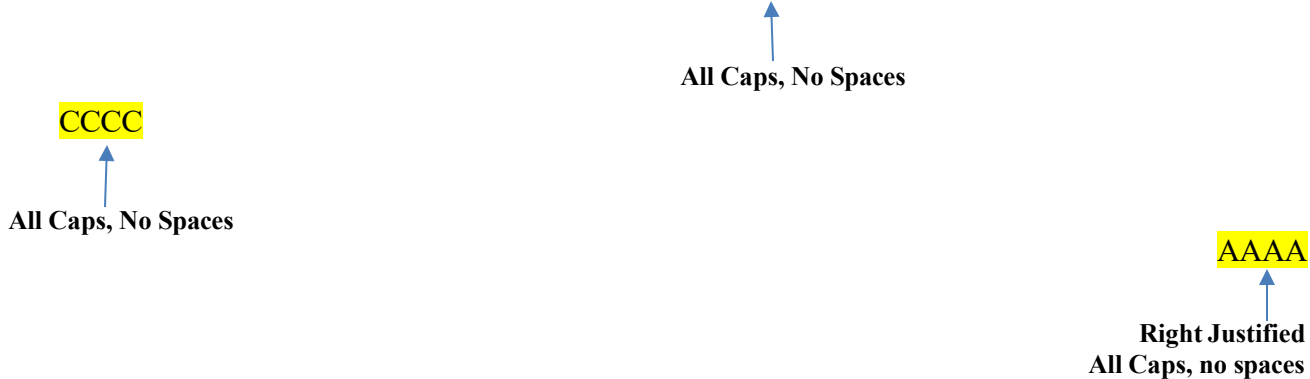 All Caps, No Spaces
CCCC
All Caps, No Spaces
AAAA
Right Justified
All Caps, no spaces